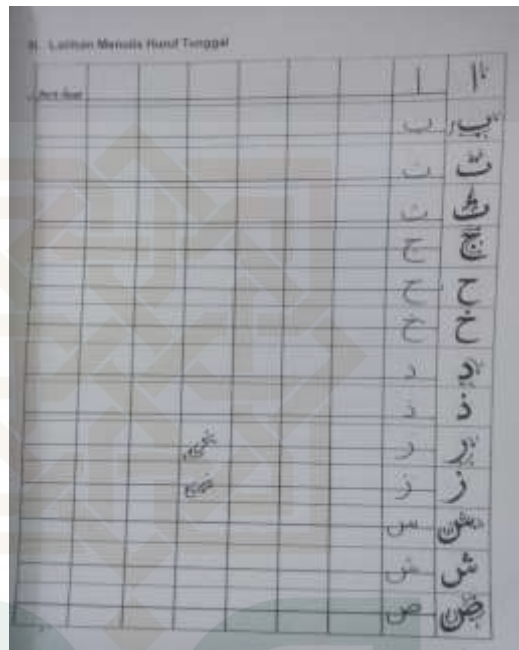 Latihan Menulis Huruf Tunggal
ا ا
ب ب
ت ت
ث ث
ج ج
ح ح
خ خ
د د
ذ ذ
ر ر
ز ز
س س
ش ش
ص ص